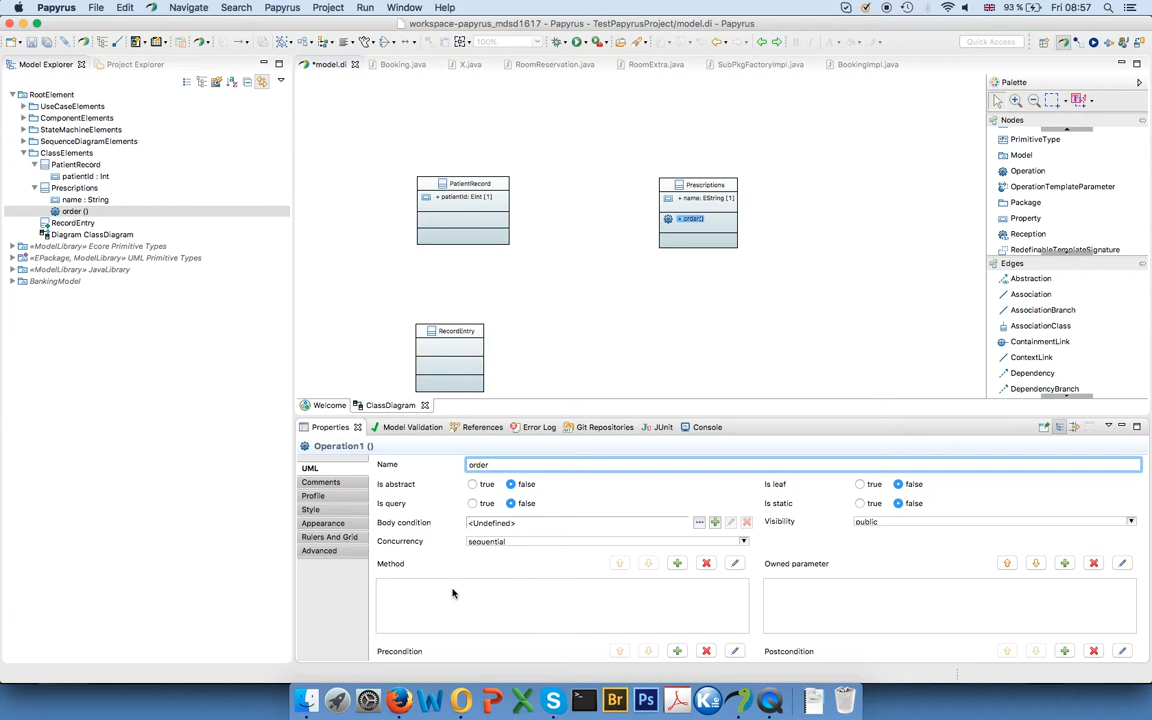 Papyrus File Edit Navigate Search Papyrus Project Run Window Help 93 % Fri 08:57
workspace-papyrus_mdsd1617 - Papyrus - TestPapyrusProject/model.di - Papyrus
100% Quick Access
Model Explorer Project Explorer
*model.di Booking.java X.java RoomReservation.java RoomExtra.java SubPkgFactoryImpl.java BookingImpl.java
RootElement
UseCaseElements
ComponentElements
StateMachineElements
SequenceDiagramElements
ClassElements
PatientRecord
patientId : Int
Prescriptions
name : String
order ()
RecordEntry
Diagram ClassDiagram
«ModelLibrary» Ecore Primitive Types
«EPackage, ModelLibrary» UML Primitive Types
«ModelLibrary» JavaLibrary
BankingModel
PatientRecord
+ patientId: EInt [1]
Prescriptions
+ name: EString [1]
+ order()
RecordEntry
Palette
Nodes
PrimitiveType
Model
Operation
OperationTemplateParameter
Package
Property
Reception
RedefinableTemplateSignature
Edges
Abstraction
Association
AssociationBranch
AssociationClass
ContainmentLink
ContextLink
Dependency
DependencyBranch
Welcome ClassDiagram
Properties Model Validation References Error Log Git Repositories JUnit Console
Operation1 ()
UML
Comments
Profile
Style
Appearance
Rulers And Grid
Advanced
Name order
Is abstract true false Is leaf true false
Is query true false Is static true false
Body condition <Undefined> Visibility public
Concurrency sequential
Method Owned parameter
Precondition Postcondition
W P X S Br Ps K